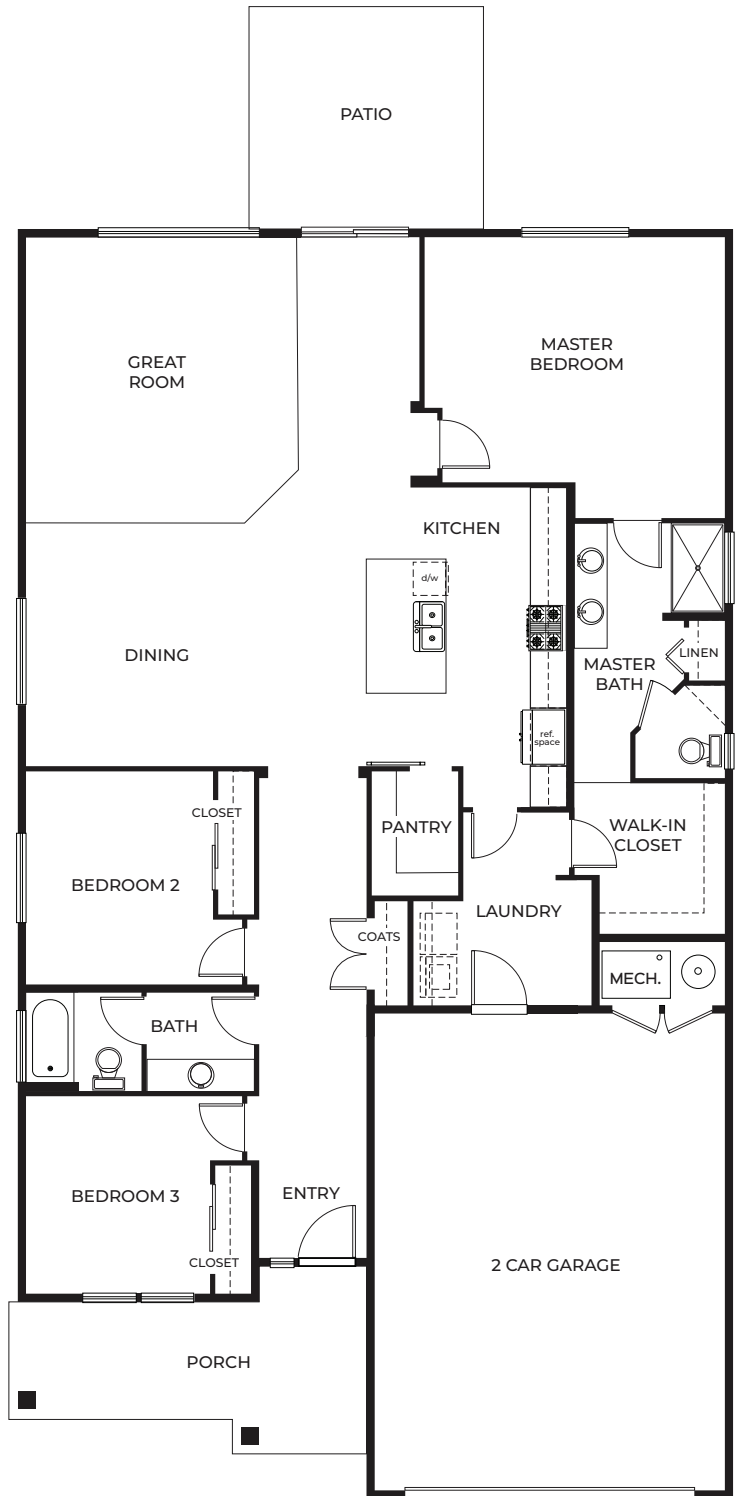 PATIO
GREAT
ROOM
MASTER
BEDROOM
KITCHEN
d/w
DINING
MASTER
BATH
LINEN
ref.
space
CLOSET
PANTRY
WALK-IN
CLOSET
BEDROOM 2
LAUNDRY
COATS
MECH.
BATH
BEDROOM 3
ENTRY
CLOSET
2 CAR GARAGE
PORCH